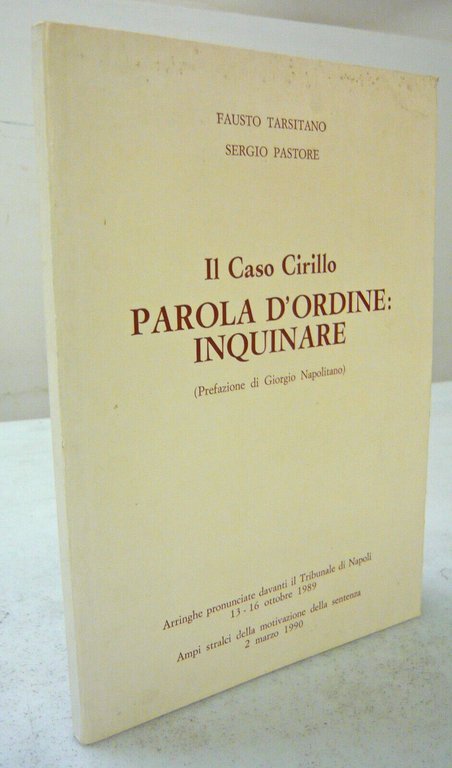 FAUSTO TARSITANO
SERGIO PASTORE
Il Caso Cirillo
PAROLA D'ORDINE:
INQUINARE
(Prefazione di Giorgio Napolitano)
Arringhe pronunciate davanti il Tribunale di Napoli
13 - 16 ottobre 1989
Ampi stralci della motivazione della sentenza
2 marzo 1990